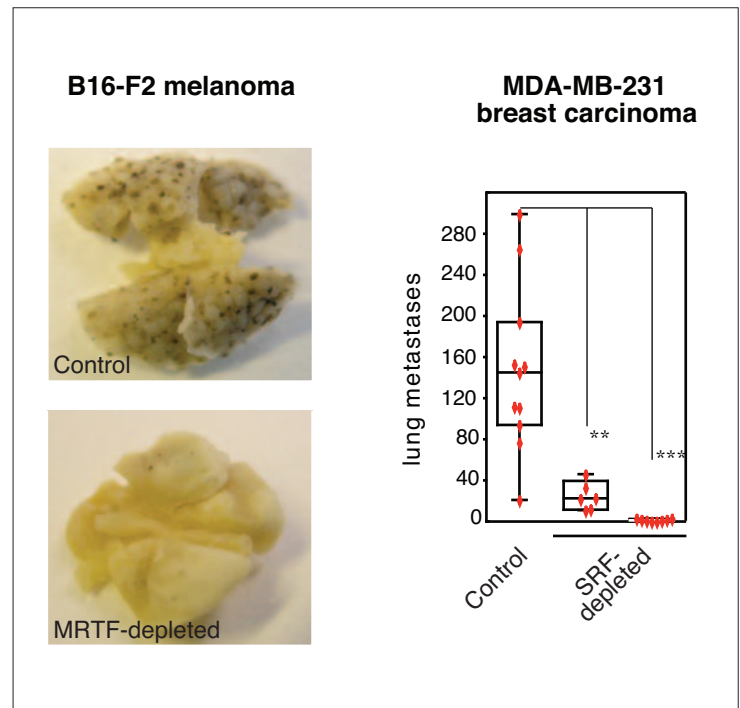 B16-F2 melanoma
Control
MRTF-depleted
MDA-MB-231
breast carcinoma
lung metastases
280
240
200
160
120
80
40
0
**
***
Control
SRF-
depleted